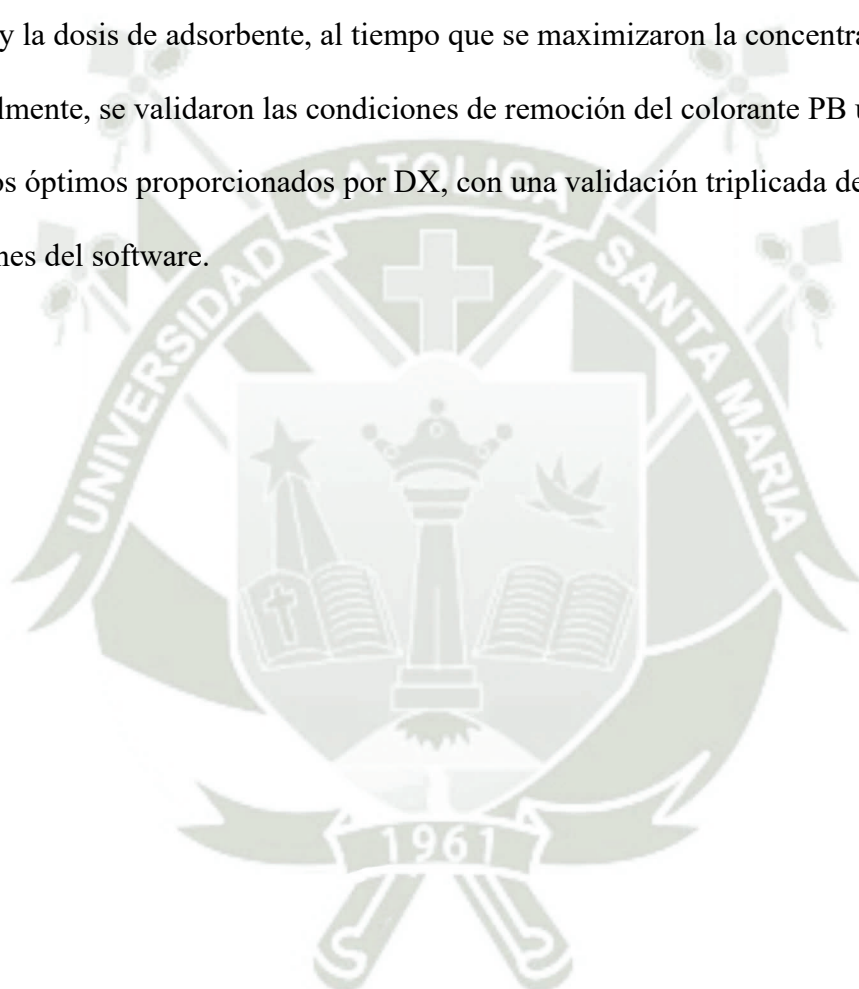 y la dosis de adsorbente, al tiempo que se maximizaron la concentra
lmente, se validaron las condiciones de remoción del colorante PB
os óptimos proporcionados por DX, con una validación triplicada de
nes del software.
UNIVERSIDAD CATOLICA SANTA MARIA
1961